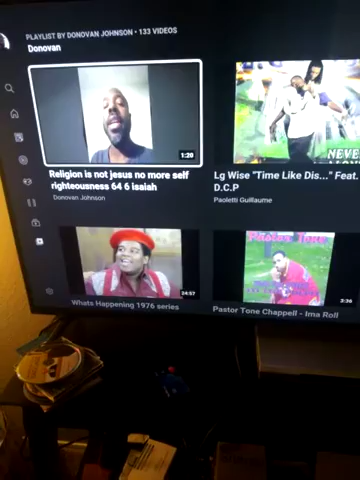 PLAYLIST BY DONOVAN JOHNSON • 133 VIDEOS
Donovan
1:20
Religion is not jesus no more self
righteousness 64 6 isaiah
Donovan Johnson
NEVER
Lg Wise "Time Like Dis..." Feat.
D.C.P
Paoletti Guillaume
24:57
Whats Happening 1976 series
Pastor Tone
2:36
Pastor Tone Chappell - Ima Roll